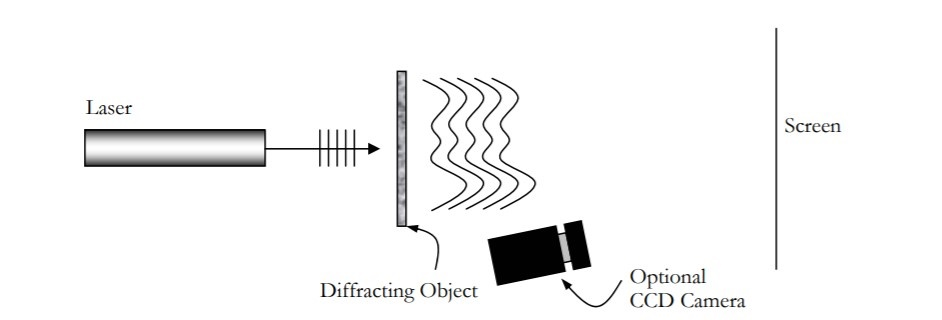 Laser
Screen
Diffracting Object
Optional
CCD Camera